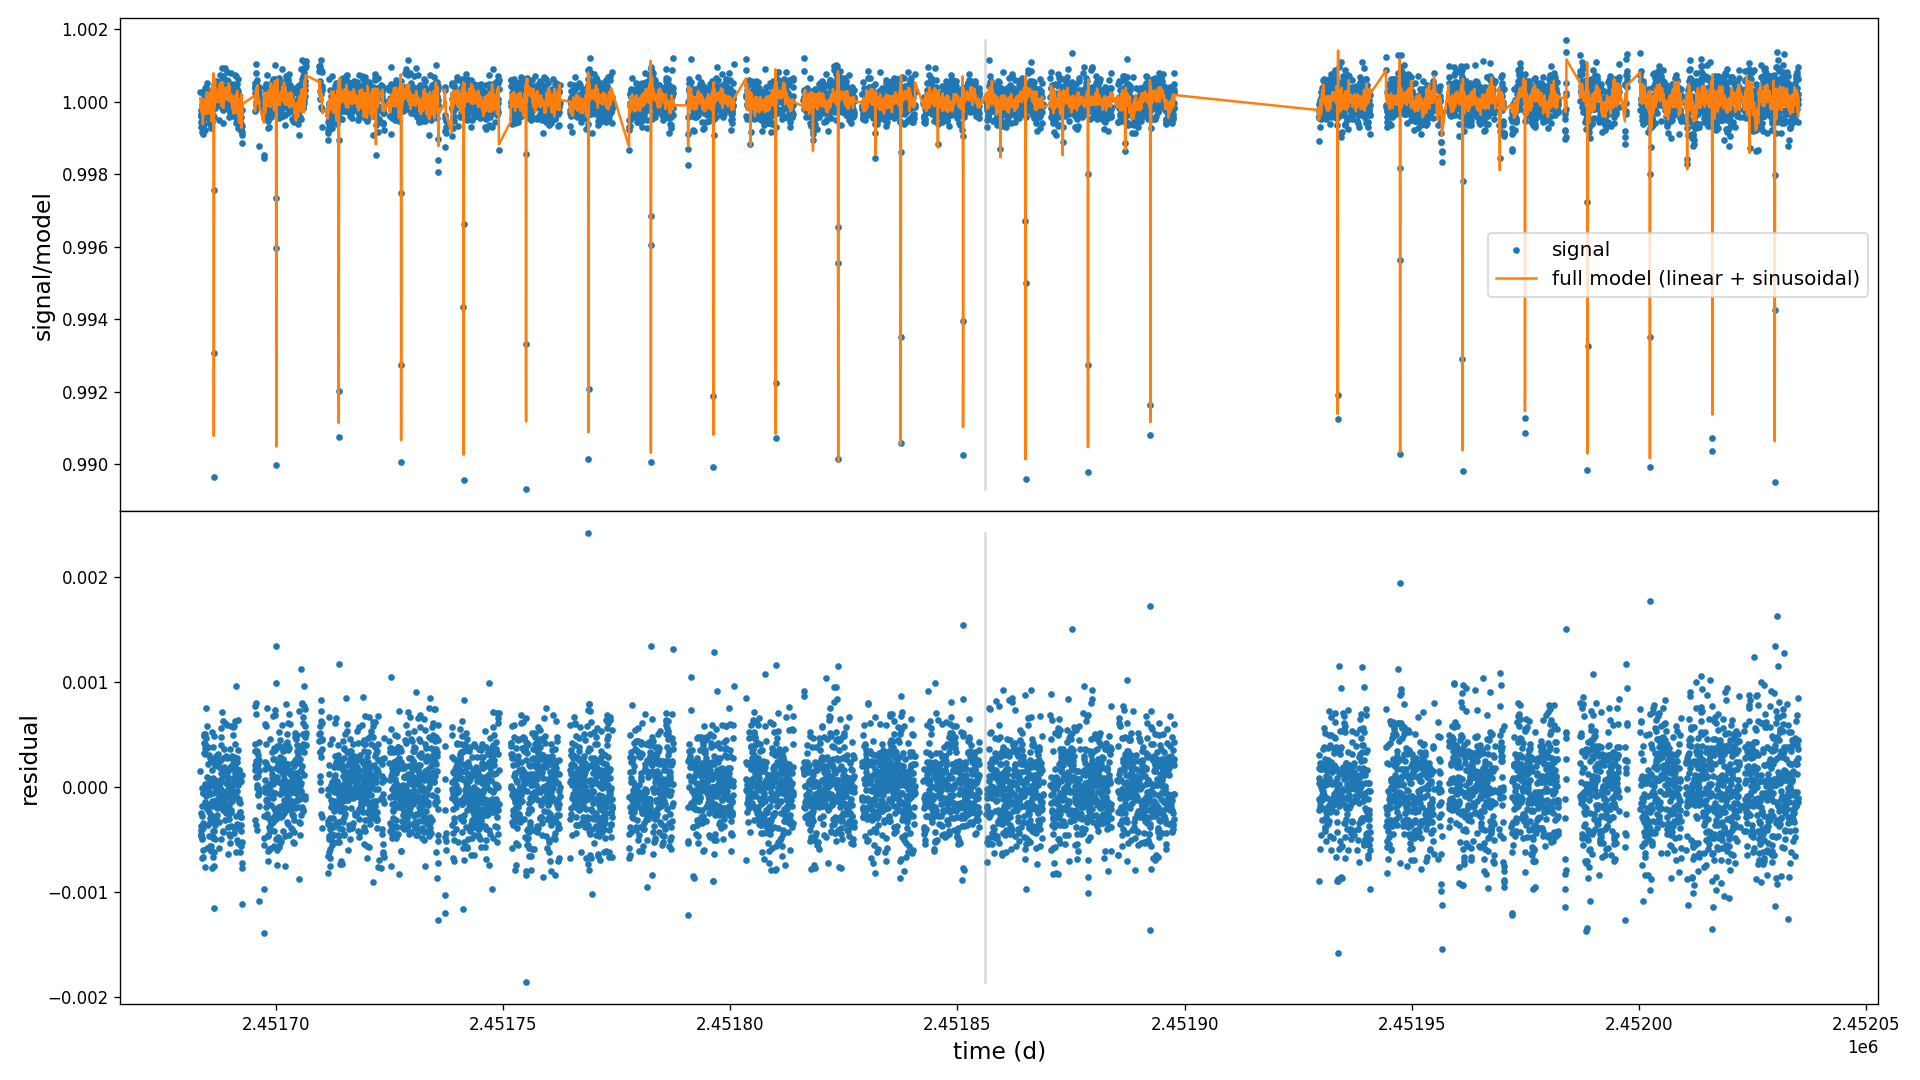 1.002
1.000
0.998
0.996
0.994
0.992
0.990
signal/model
signal
full model (linear + sinusoidal)
0.002
0.001
0.000
−0.001
−0.002
residual
2.45170 2.45175 2.45180 2.45185 2.45190 2.45195 2.45200 2.45205
1e6
time (d)